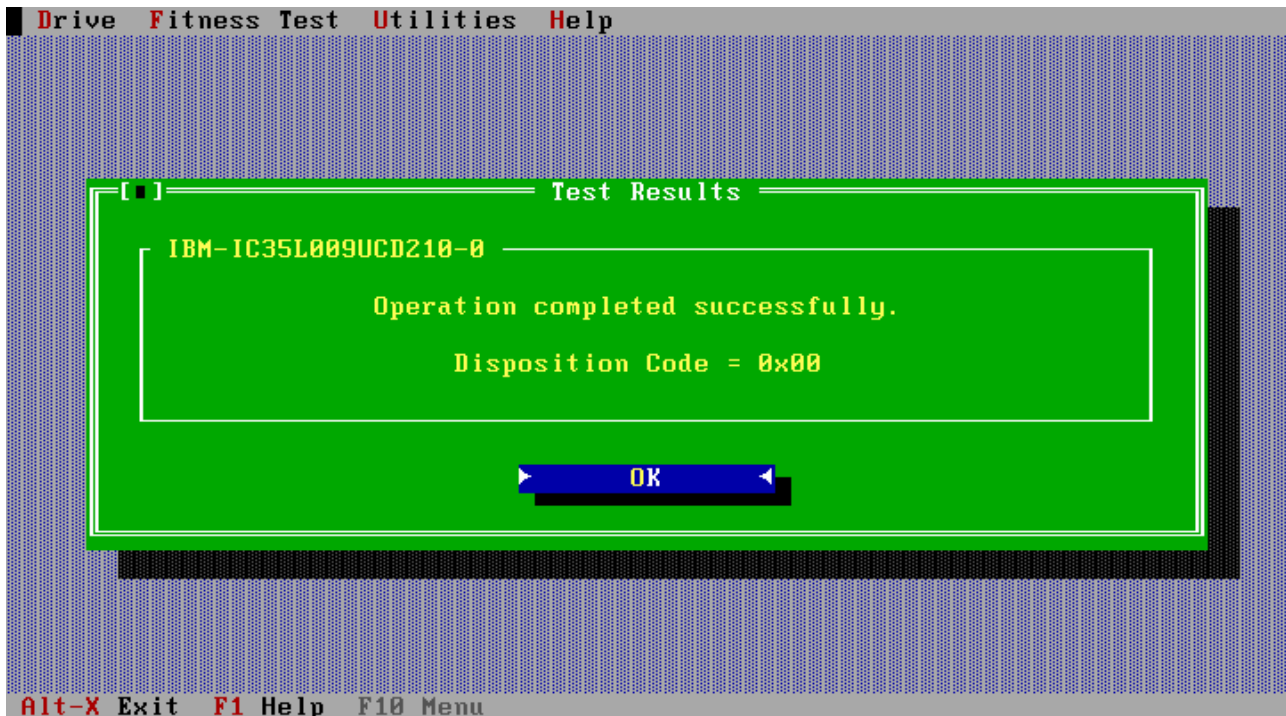 Drive Fitness Test Utilities Help
[■] Test Results
IBM-IC35L009UCD210-0
Operation completed successfully.
Disposition Code = 0x00
OK
Alt-X Exit F1 Help F10 Menu